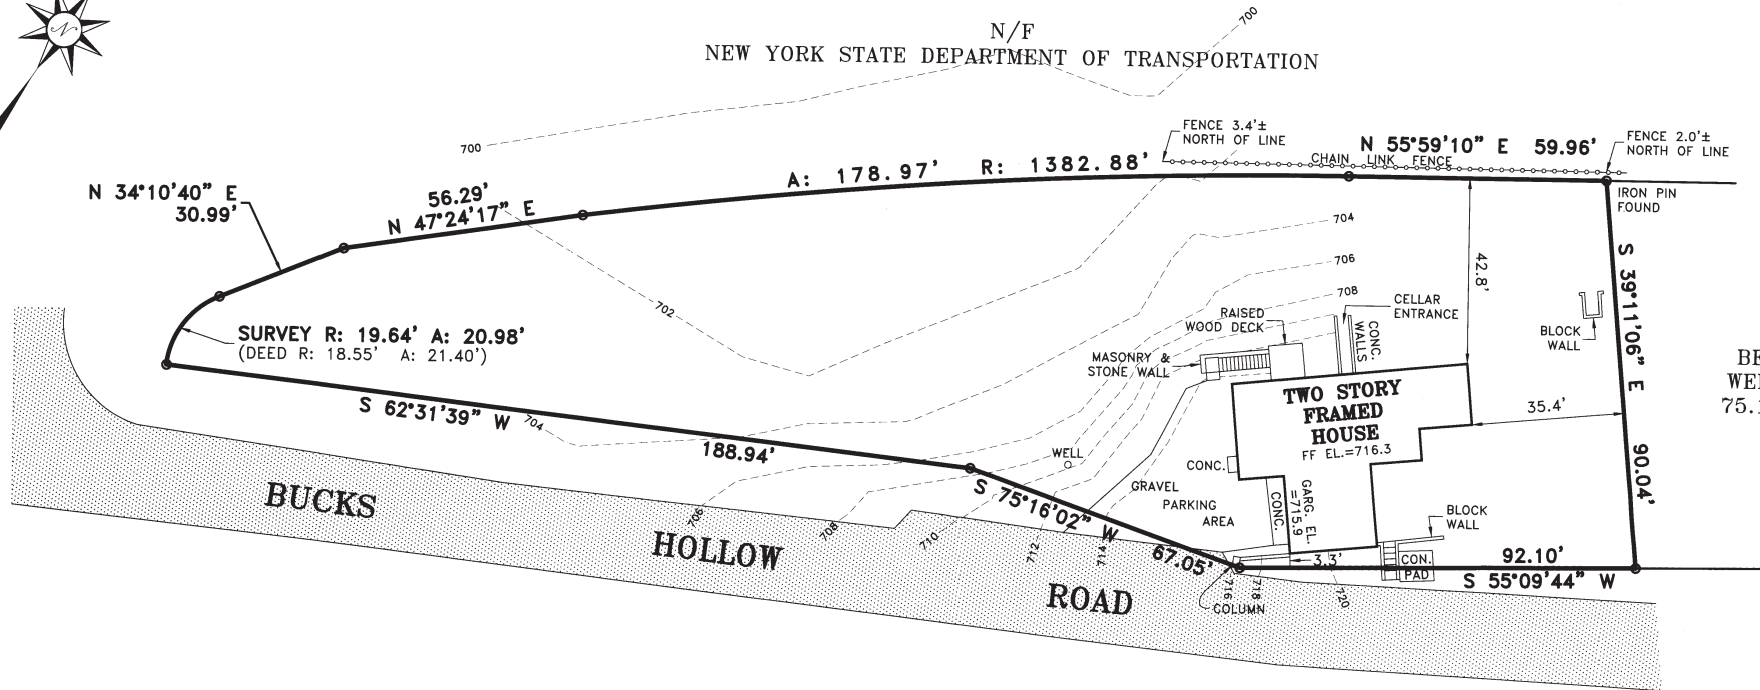 N
N/F
NEW YORK STATE DEPARTMENT OF TRANSPORTATION
700
700
FENCE 3.4'±
NORTH OF LINE
N 55°59'10" E 59.96'
CHAIN LINK FENCE
FENCE 2.0'±
NORTH OF LINE
IRON PIN
FOUND
A: 178.97' R: 1382.88'
N 34°10'40" E
30.99'
56.29'
N 47°24'17" E
704
706
708
702
42.8'
S 39°11'06" E
90.04'
CELLAR
ENTRANCE
CONC.
WALLS
RAISED
WOOD DECK
BLOCK
WALL
SURVEY R: 19.64' A: 20.98'
(DEED R: 18.55' A: 21.40')
MASONRY &
STONE WALL
TWO STORY
FRAMED
HOUSE
FF EL.=716.3
35.4'
75.
S 62°31'39" W
188.94'
704
WELL
CONC.
GRAVEL
PARKING
AREA
CONC.
GARG. EL.
=715.9
BLOCK
WALL
S 75°16'02" W
67.05'
BUCKS
HOLLOW
ROAD
706
708
710
712
714
716
718
720
3.3'
CON.
PAD
92.10'
S 55°09'44" W
COLUMN